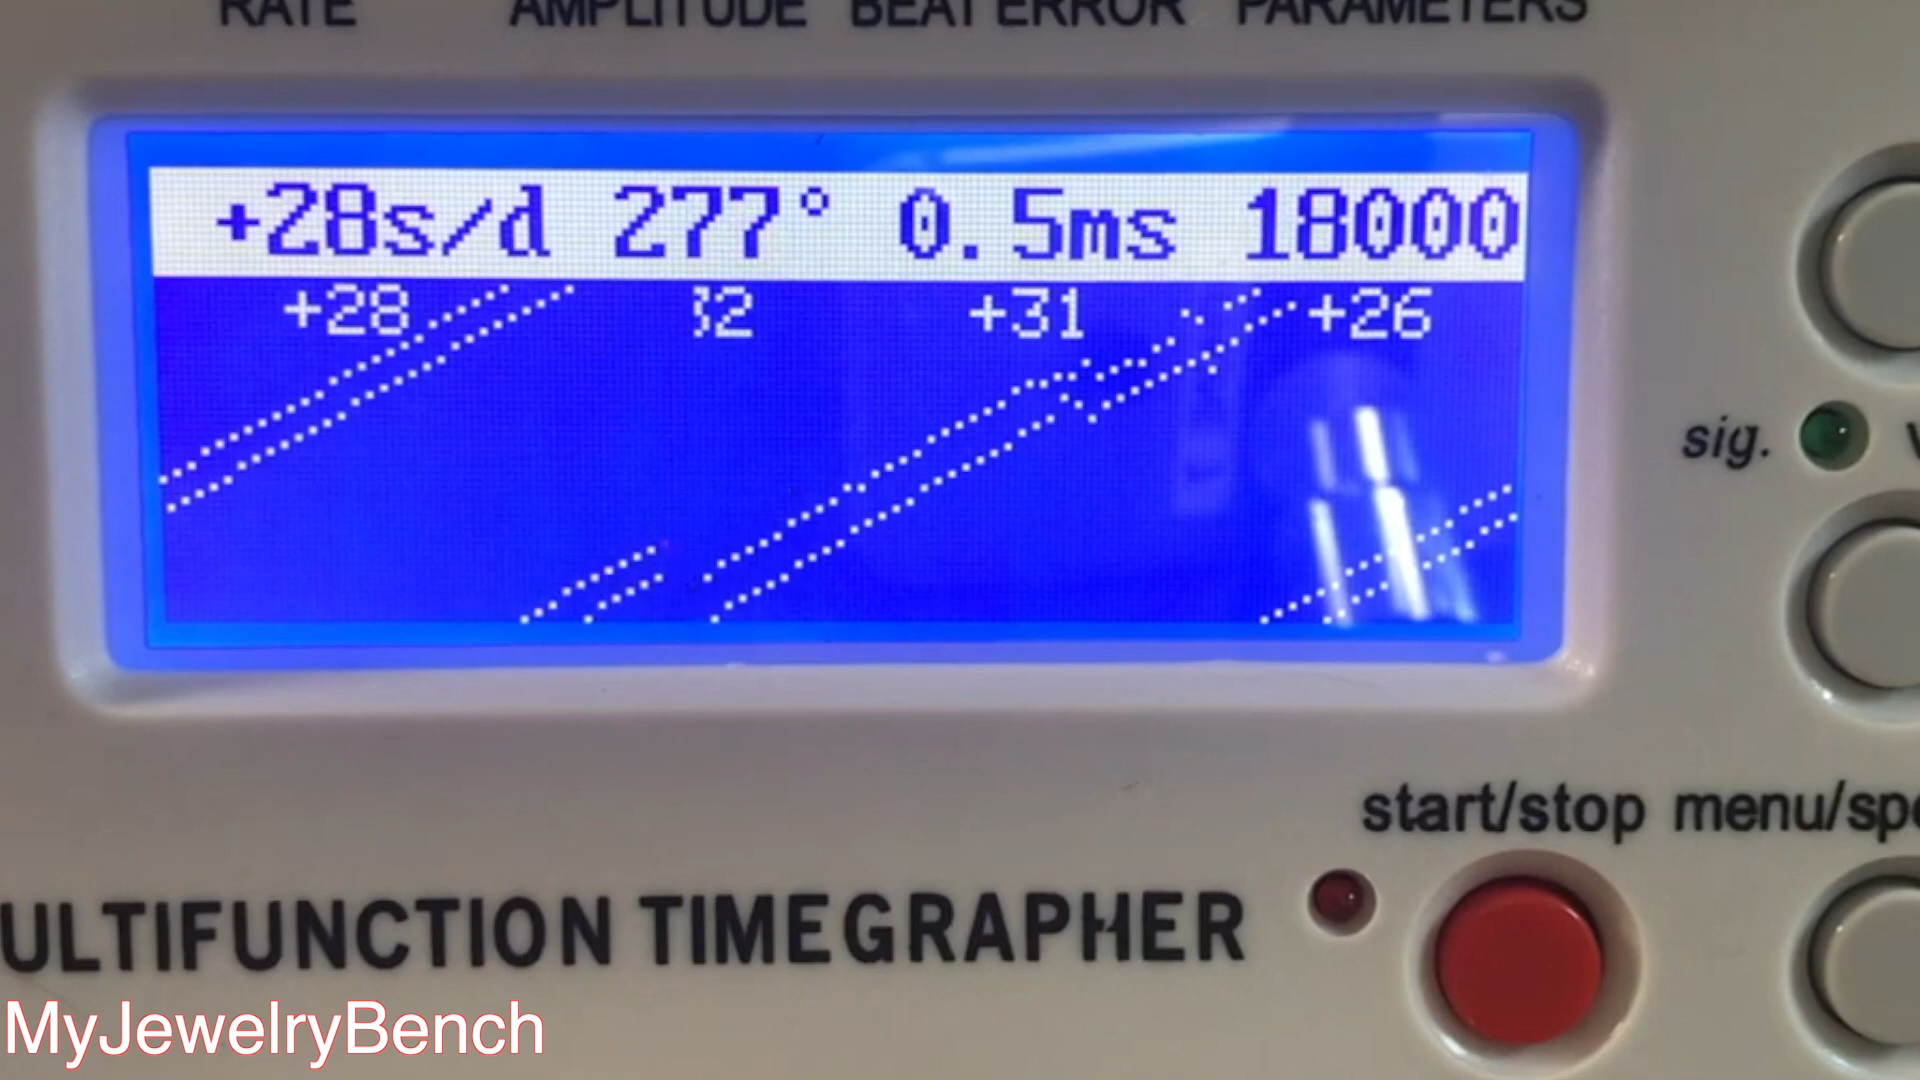 RATE AMPLITUDE BEAT ERROR PARAMETERS
+28s/d 277° 0.5ms 18000
+28 32 +31 +26
sig.
start/stop menu/spe
ULTIFUNCTION TIMEGRAPHER
MyJewelryBench